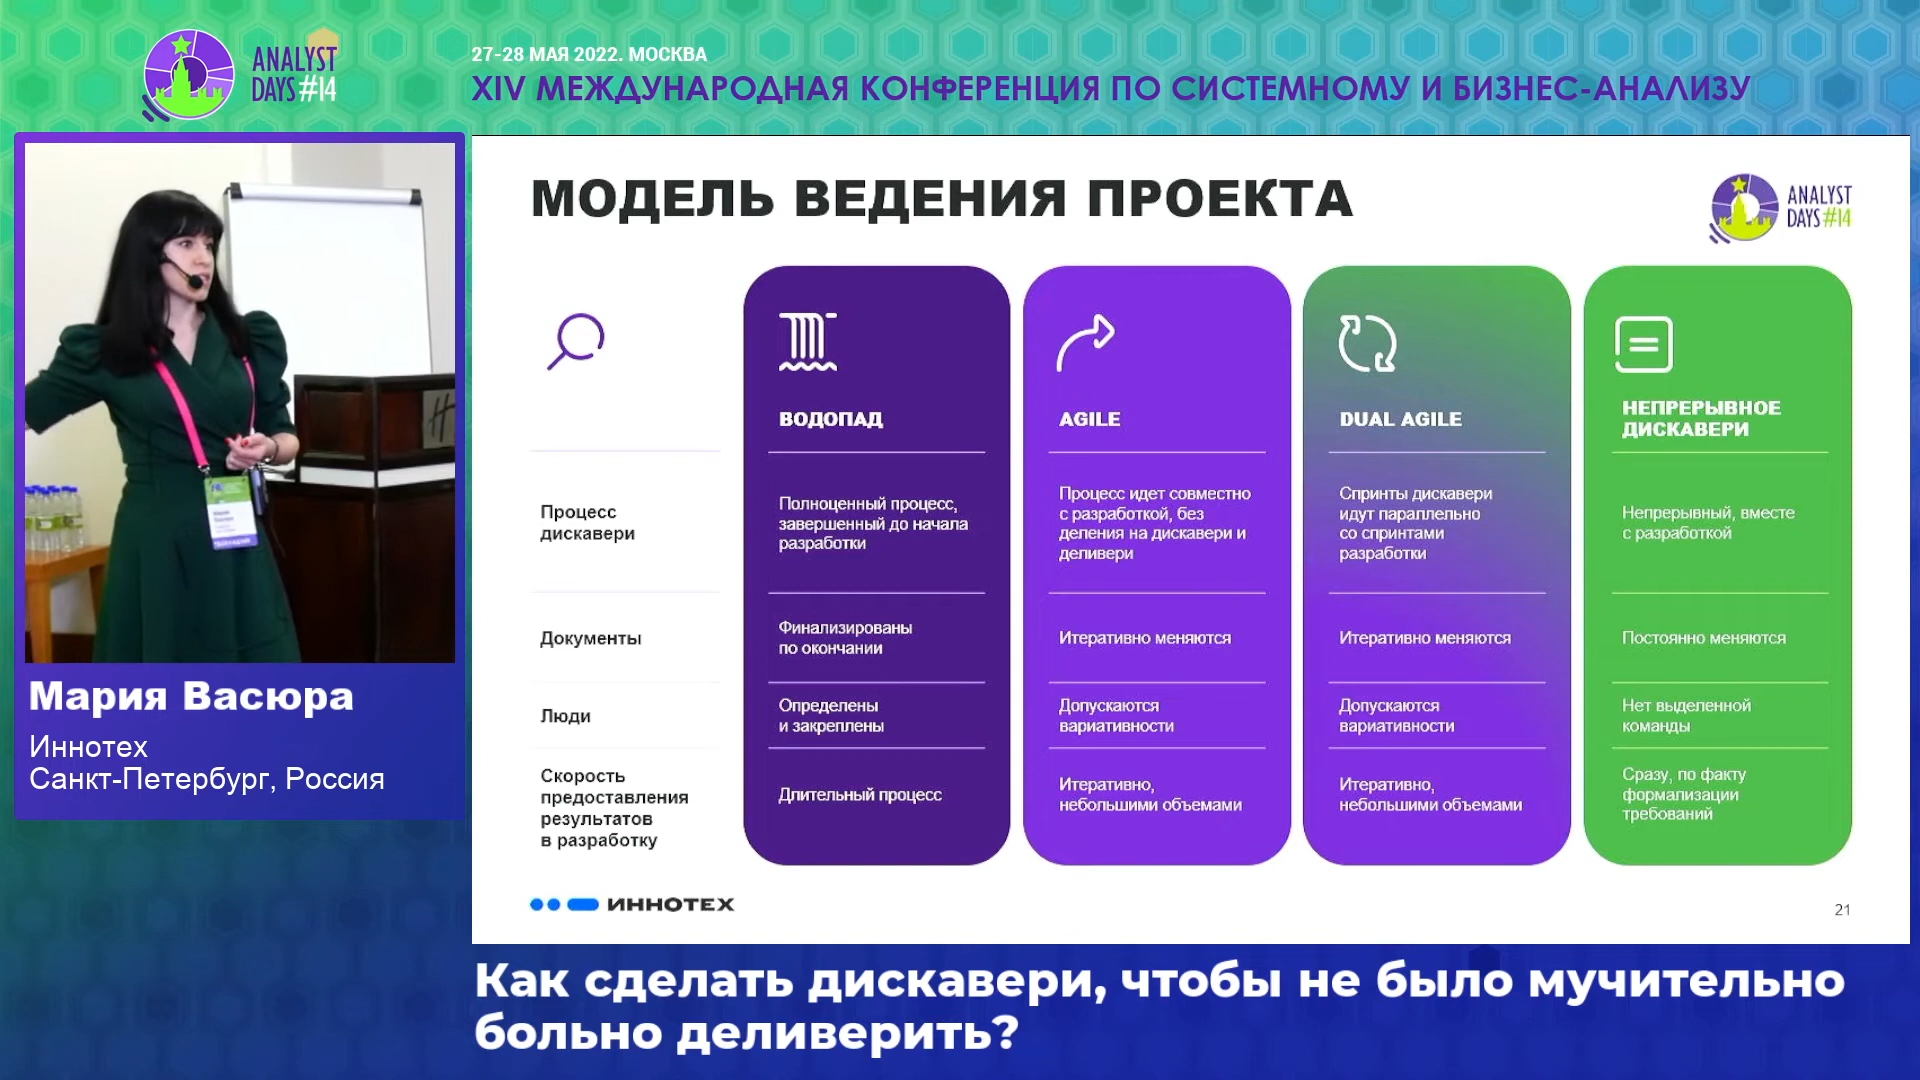 ANALYST
DAYS #14
27-28 МАЯ 2022. МОСКВА
XIV МЕЖДУНАРОДНАЯ КОНФЕРЕНЦИЯ ПО СИСТЕМНОМУ И БИЗНЕС-АНАЛИЗУ
Мария Васюра
Иннотех
Санкт-Петербург, Россия
МОДЕЛЬ ВЕДЕНИЯ ПРОЕКТА
ANALYST
DAYS #14
ВОДОПАД
AGILE
DUAL AGILE
НЕПРЕРЫВНОЕ
ДИСКАВЕРИ
Процесс
дискавери
Полноценный процесс,
завершенный до начала
разработки
Процесс идет совместно
с разработкой, без
деления на дискавери и
деливери
Спринты дискавери
идут параллельно
со спринтами
разработки
Непрерывный, вместе
с разработкой
Документы
Финализированы
по окончании
Итеративно меняются
Итеративно меняются
Постоянно меняются
Люди
Определены
и закреплены
Допускаются
вариативности
Допускаются
вариативности
Нет выделенной
команды
Скорость
предоставления
результатов
в разработку
Длительный процесс
Итеративно,
небольшими объемами
Итеративно,
небольшими объемами
Сразу, по факту
формализации
требований
ИННОТЕХ
21
Как сделать дискавери, чтобы не было мучительно
больно деливерить?